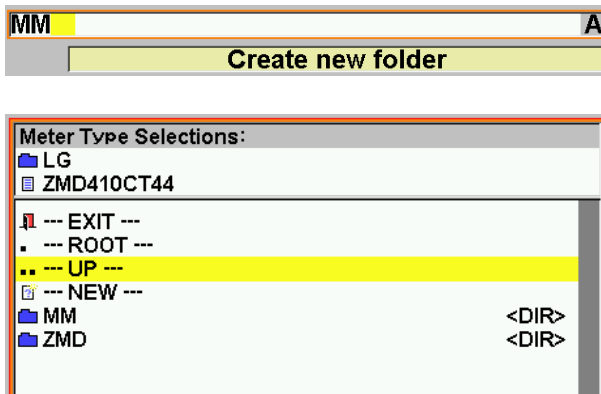 MM A
Create new folder
Meter Type Selections:
LG
ZMD410CT44
--- EXIT ---
. --- ROOT ---
.. --- UP ---
--- NEW ---
MM <DIR>
ZMD <DIR>